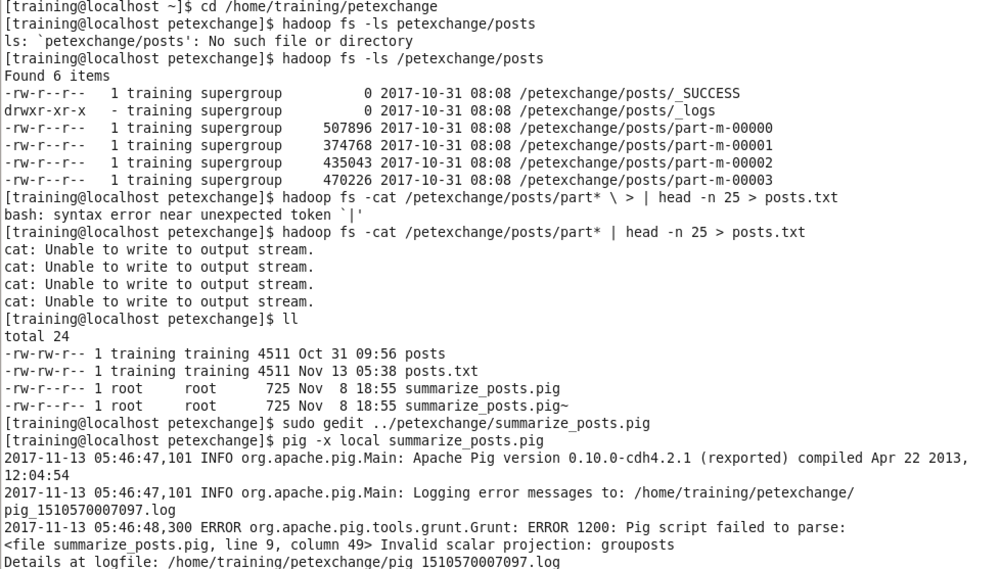 [training@localhost ~]$ cd /home/training/petexchange
[training@localhost petexchange]$ hadoop fs -ls petexchange/posts
ls: `petexchange/posts': No such file or directory
[training@localhost petexchange]$ hadoop fs -ls /petexchange/posts
Found 6 items
-rw-r--r--   1 training supergroup          0 2017-10-31 08:08 /petexchange/posts/_SUCCESS
drwxr-xr-x   - training supergroup          0 2017-10-31 08:08 /petexchange/posts/_logs
-rw-r--r--   1 training supergroup     507896 2017-10-31 08:08 /petexchange/posts/part-m-00000
-rw-r--r--   1 training supergroup     374768 2017-10-31 08:08 /petexchange/posts/part-m-00001
-rw-r--r--   1 training supergroup     435043 2017-10-31 08:08 /petexchange/posts/part-m-00002
-rw-r--r--   1 training supergroup     470226 2017-10-31 08:08 /petexchange/posts/part-m-00003
[training@localhost petexchange]$ hadoop fs -cat /petexchange/posts/part* \ > | head -n 25 > posts.txt
bash: syntax error near unexpected token `|'
[training@localhost petexchange]$ hadoop fs -cat /petexchange/posts/part* | head -n 25 > posts.txt
cat: Unable to write to output stream.
cat: Unable to write to output stream.
cat: Unable to write to output stream.
cat: Unable to write to output stream.
[training@localhost petexchange]$ ll
total 24
-rw-rw-r-- 1 training training 4511 Oct 31 09:56 posts
-rw-rw-r-- 1 training training 4511 Nov 13 05:38 posts.txt
-rw-r--r-- 1 root     root      725 Nov  8 18:55 summarize_posts.pig
-rw-r--r-- 1 root     root      725 Nov  8 18:55 summarize_posts.pig~
[training@localhost petexchange]$ sudo gedit ../petexchange/summarize_posts.pig
[training@localhost petexchange]$ pig -x local summarize_posts.pig
2017-11-13 05:46:47,101 INFO org.apache.pig.Main: Apache Pig version 0.10.0-cdh4.2.1 (rexported) compiled Apr 22 2013,
12:04:54
2017-11-13 05:46:47,101 INFO org.apache.pig.Main: Logging error messages to: /home/training/petexchange/
pig_1510570007097.log
2017-11-13 05:46:48,300 ERROR org.apache.pig.tools.grunt.Grunt: ERROR 1200: Pig script failed to parse:
<file summarize_posts.pig, line 9, column 49> Invalid scalar projection: grouposts
Details at logfile: /home/training/petexchange/pig_1510570007097.log